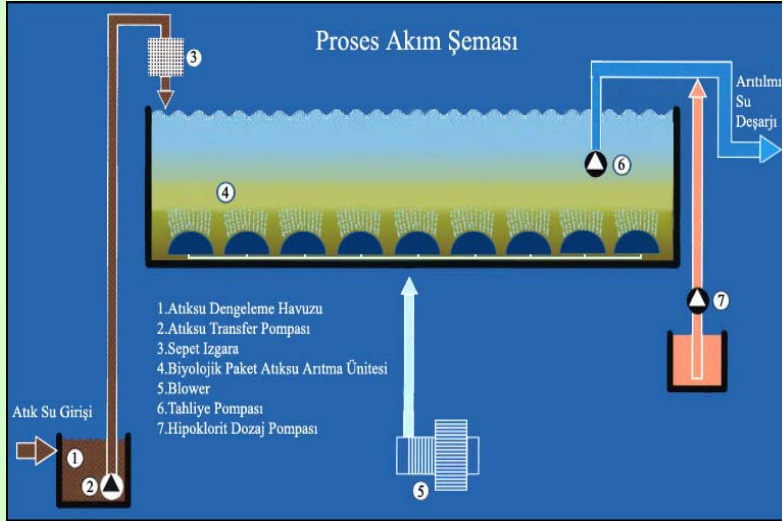 Proses Akım Şeması
3
Arıtılmı
Su
Deşarjı
6
4
7
1.Atıksu Dengeleme Havuzu
2.Atıksu Transfer Pompası
3.Sepet Izgara
4.Biyolojik Paket Atıksu Arıtma Ünitesi
5.Blower
6.Tahliye Pompası
7.Hipoklorit Dozaj Pompası
Atık Su Girişi
1
2
5